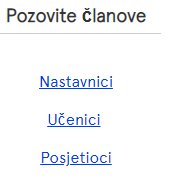 Pozovite članove
Nastavnici
Učenici
Posjetioci